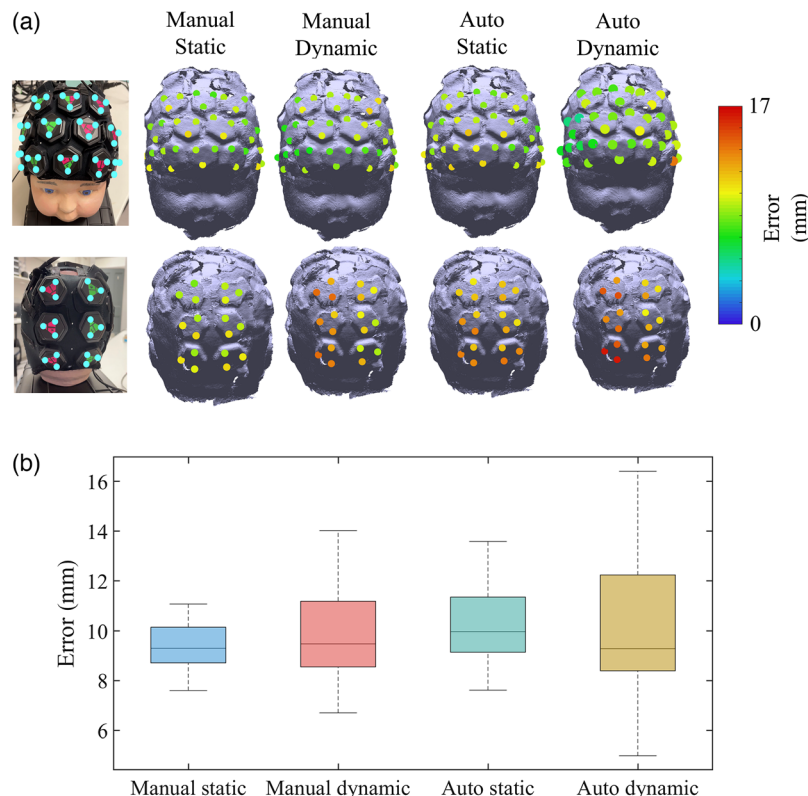 (a)
Manual
Static
Manual
Dynamic
Auto
Static
Auto
Dynamic
17
Error
(mm)
0
(b)
16
14
12
10
8
6
Error (mm)
Manual static
Manual dynamic
Auto static
Auto dynamic